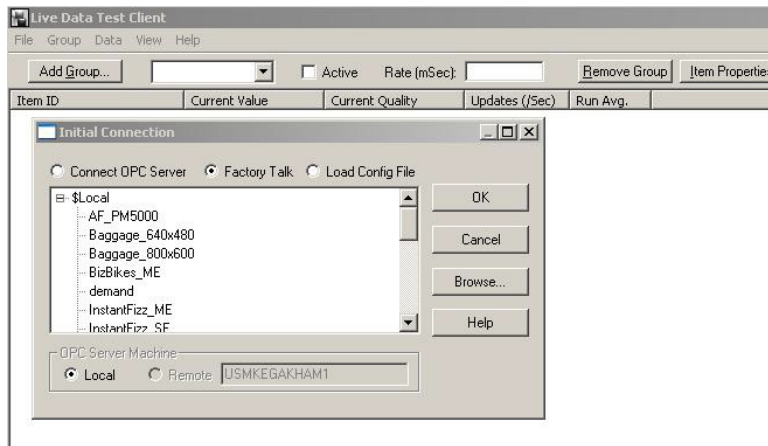 Live Data Test Client
File Group Data View Help
Add Group... Active Rate (mSec): Remove Group Item Propertie
Item ID Current Value Current Quality Updates (/Sec) Run Avg.
Initial Connection
Connect OPC Server Factory Talk Load Config File
$Local
AF_PM5000
Baggage_640x480
Baggage_800x600
BizBikes_ME
demand
InstantFizz_ME
InstantFizz_SE
OK
Cancel
Browse...
Help
OPC Server Machine
Local Remote USMKEGAKHAM1